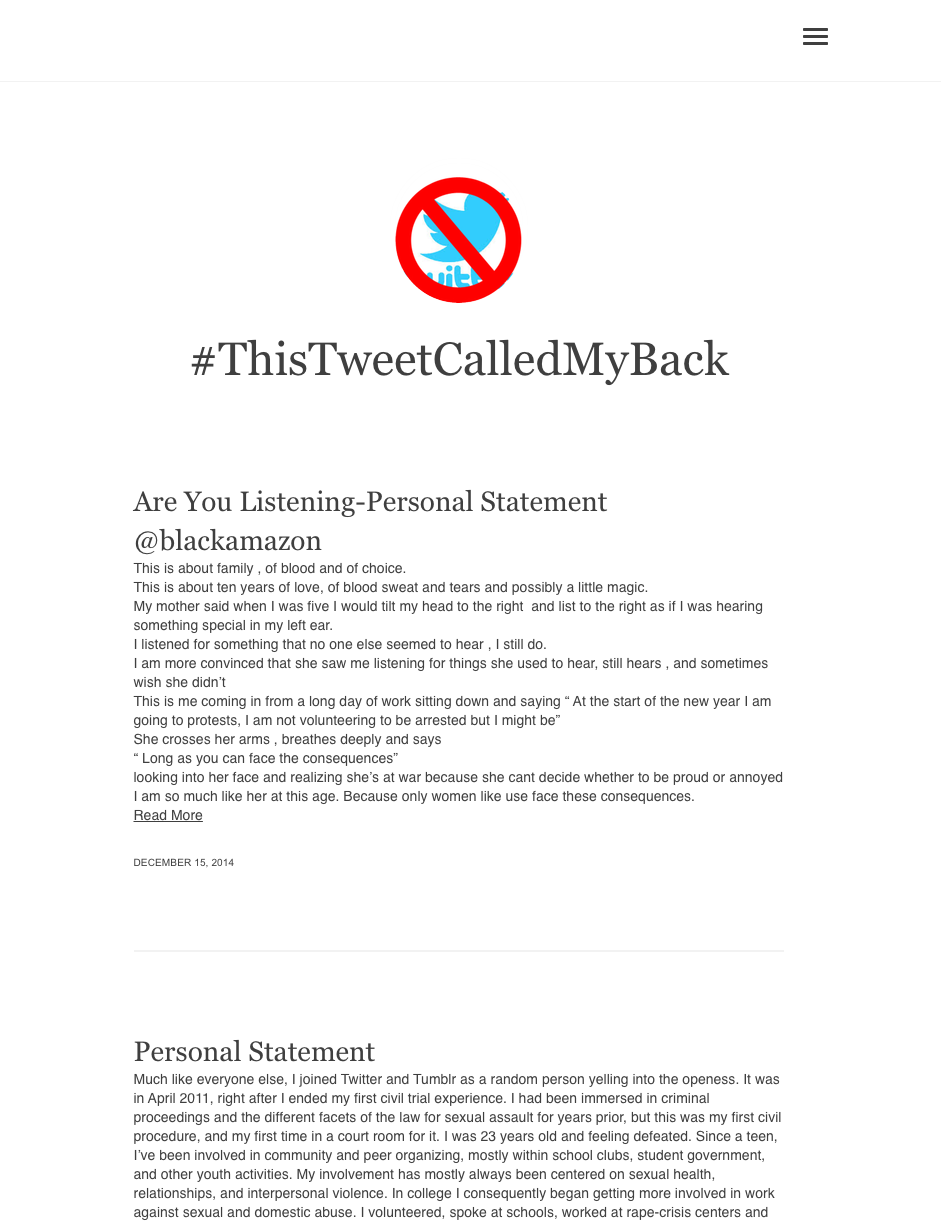 #ThisTweetCalledMyBack
Are You Listening-Personal Statement
@blackamazon
This is about family , of blood and of choice.
This is about ten years of love, of blood sweat and tears and possibly a little magic.
My mother said when I was five I would tilt my head to the right  and list to the right as if I was hearing
something special in my left ear.
I listened for something that no one else seemed to hear , I still do.
I am more convinced that she saw me listening for things she used to hear, still hears , and sometimes
wish she didn’t
This is me coming in from a long day of work sitting down and saying “ At the start of the new year I am
going to protests, I am not volunteering to be arrested but I might be”
She crosses her arms , breathes deeply and says
“ Long as you can face the consequences”
looking into her face and realizing she’s at war because she cant decide whether to be proud or annoyed
I am so much like her at this age. Because only women like use face these consequences.
Read More
DECEMBER 15, 2014
Personal Statement
Much like everyone else, I joined Twitter and Tumblr as a random person yelling into the openess. It was
in April 2011, right after I ended my first civil trial experience. I had been immersed in criminal
proceedings and the different facets of the law for sexual assault for years prior, but this was my first civil
procedure, and my first time in a court room for it. I was 23 years old and feeling defeated. Since a teen,
I’ve been involved in community and peer organizing, mostly within school clubs, student government,
and other youth activities. My involvement has mostly always been centered on sexual health,
relationships, and interpersonal violence. In college I consequently began getting more involved in work
against sexual and domestic abuse. I volunteered, spoke at schools, worked at rape-crisis centers and